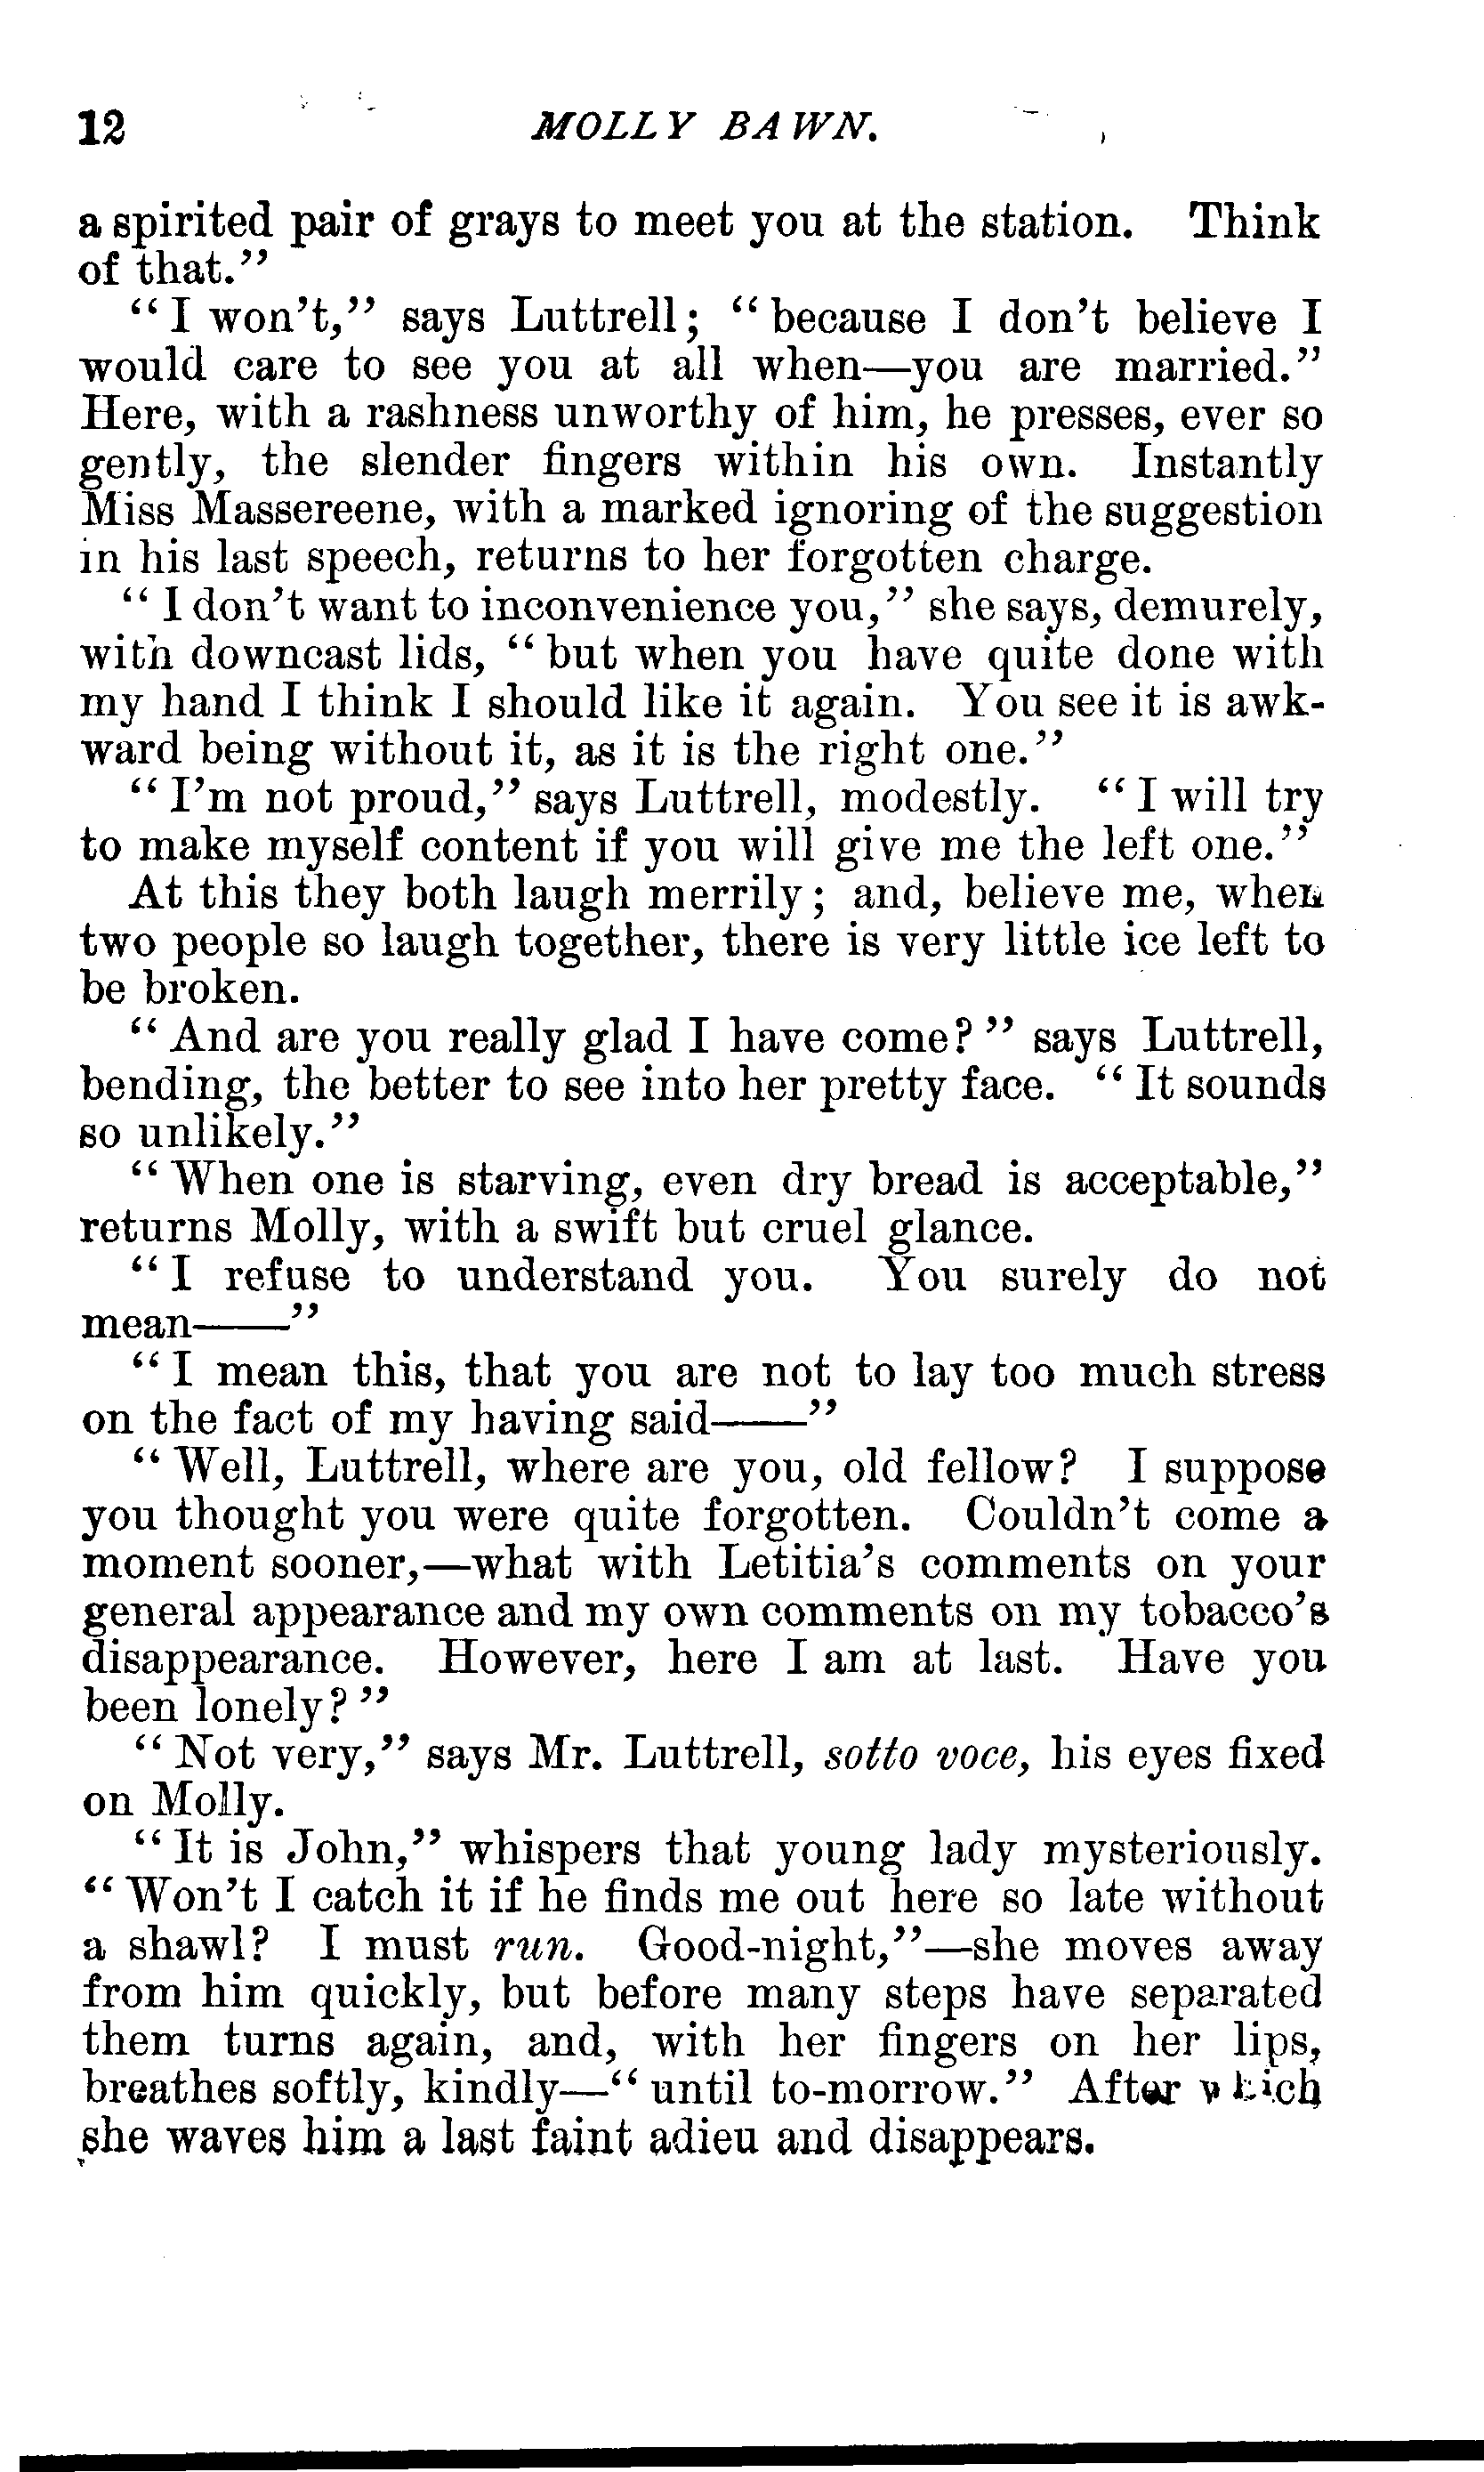 12 MOLLY BAWN.
a spirited pair of grays to meet you at the station. Think
of that."
"I won't," says Luttrell; "because I don't believe I
would care to see you at all when—you are married."
Here, with a rashness unworthy of him, he presses, ever so
gently, the slender fingers within his own. Instantly
Miss Massereene, with a marked ignoring of the suggestion
in his last speech, returns to her forgotten charge.
"I don't want to inconvenience you," she says, demurely,
with downcast lids, "but when you have quite done with
my hand I think I should like it again. You see it is awk-
ward being without it, as it is the right one."
"I'm not proud," says Luttrell, modestly. "I will try
to make myself content if you will give me the left one."
At this they both laugh merrily; and, believe me, when
two people so laugh together, there is very little ice left to
be broken.
"And are you really glad I have come?" says Luttrell,
bending, the better to see into her pretty face. "It sounds
so unlikely."
"When one is starving, even dry bread is acceptable,"
returns Molly, with a swift but cruel glance.
"I refuse to understand you. You surely do not
mean——"
"I mean this, that you are not to lay too much stress
on the fact of my having said——"
"Well, Luttrell, where are you, old fellow? I suppose
you thought you were quite forgotten. Couldn't come a
moment sooner,—what with Letitia's comments on your
general appearance and my own comments on my tobacco's
disappearance. However, here I am at last. Have you
been lonely?"
"Not very," says Mr. Luttrell, sotto voce, his eyes fixed
on Molly.
"It is John," whispers that young lady mysteriously.
"Won't I catch it if he finds me out here so late without
a shawl? I must run. Good-night,"—she moves away
from him quickly, but before many steps have separated
them turns again, and, with her fingers on her lips,
breathes softly, kindly—"until to-morrow." After which
she waves him a last faint adieu and disappears.